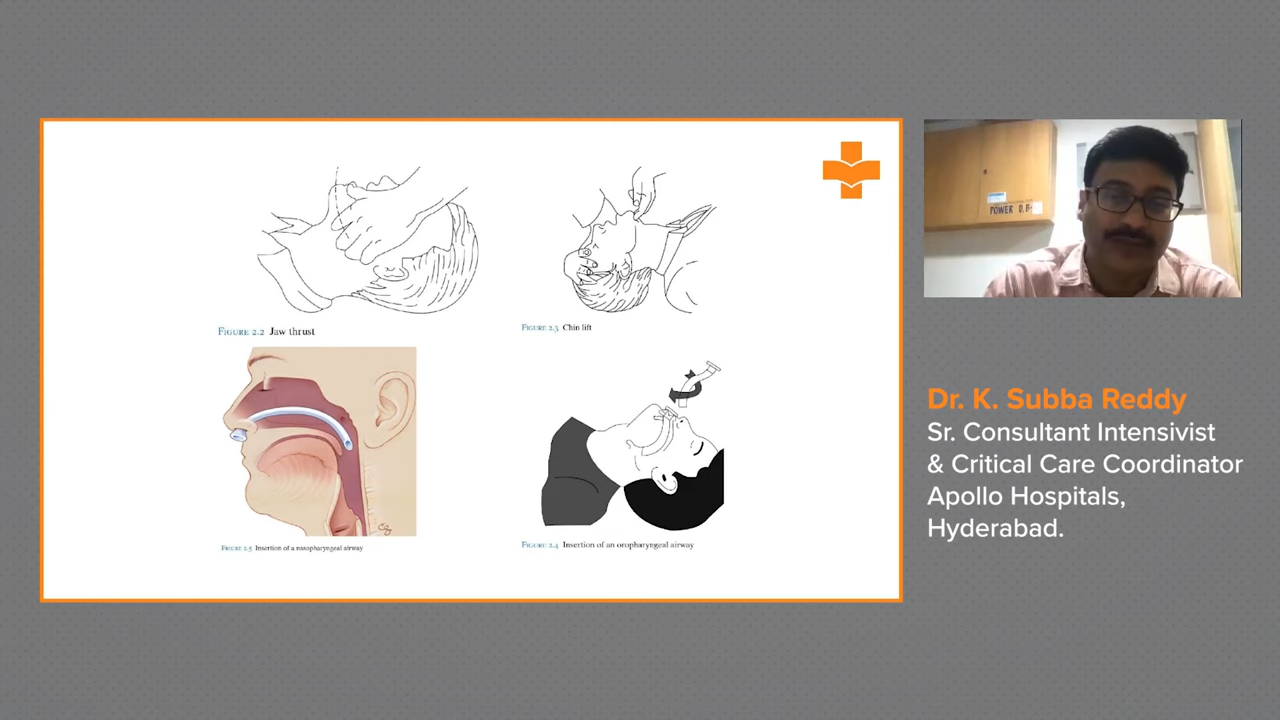 FIGURE 2.2 Jaw thrust
FIGURE 2.3 Chin lift
FIGURE 2.5 Insertion of a nasopharyngeal airway
FIGURE 2.4 Insertion of an oropharyngeal airway
POWER D.B-
Dr. K. Subba Reddy
Sr. Consultant Intensivist
& Critical Care Coordinator
Apollo Hospitals,
Hyderabad.